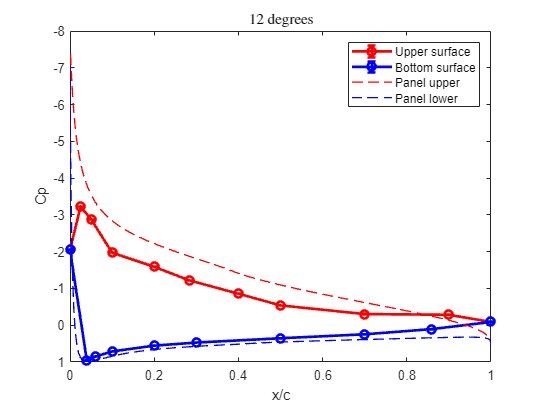 12 degrees
-8
-7
-6
-5
-4
-3
-2
-1
0
1
Cp
Upper surface
Bottom surface
Panel upper
Panel lower
0 0.2 0.4 0.6 0.8 1
x/c